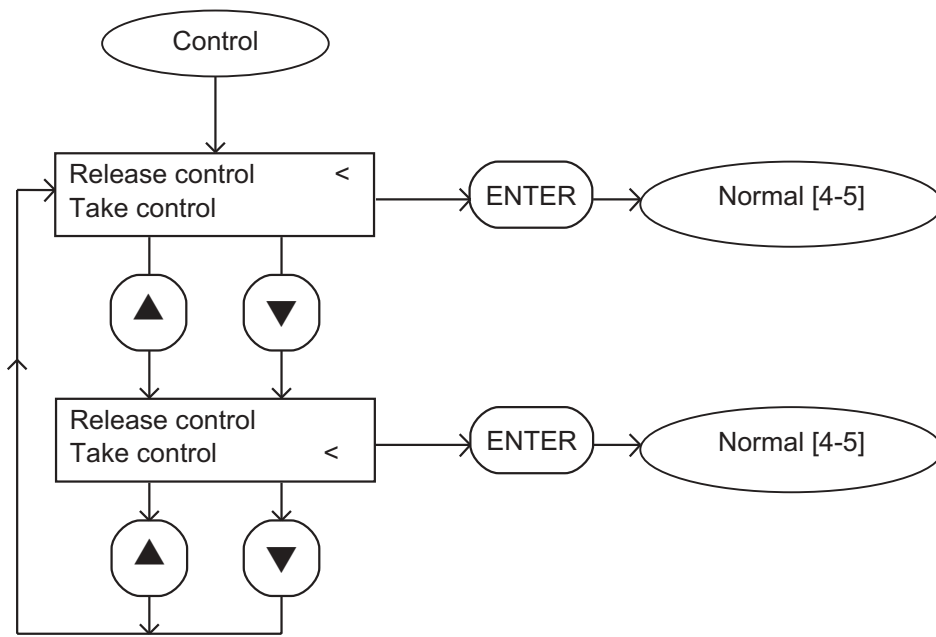 Control
Release control <
Take control
ENTER
Normal [4-5]
▲
▼
Release control
Take control <
ENTER
Normal [4-5]
▲
▼